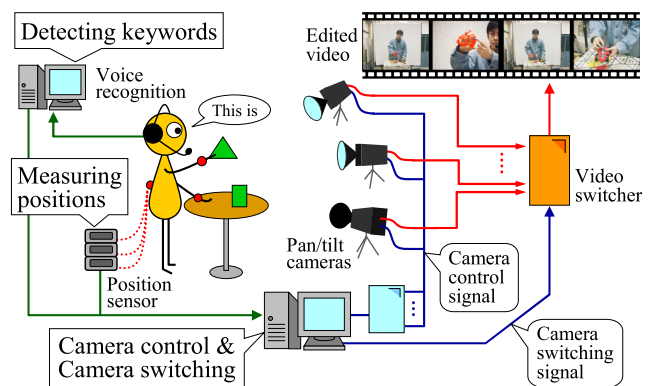 Detecting keywords
Voice
recognition
This is
Measuring
positions
Position
sensor
Edited
video
Pan/tilt
cameras
Video
switcher
Camera
control
signal
Camera control &
Camera switching
Camera
switching
signal